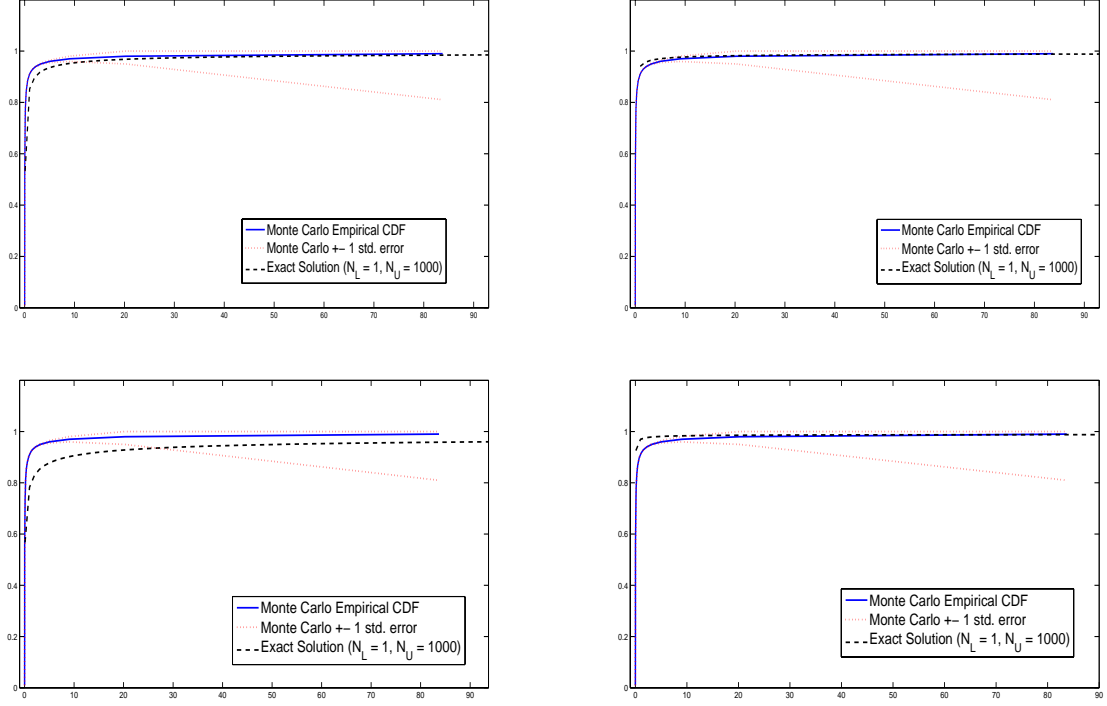 1
0.8
0.6
0.4
0.2
0
0 10 20 30 40 50 60 70 80 90
Monte Carlo Empirical CDF
Monte Carlo +− 1 std. error
Exact Solution (N_L = 1, N_U = 1000)
1
0.8
0.6
0.4
0.2
0
0 10 20 30 40 50 60 70 80 90
Monte Carlo Empirical CDF
Monte Carlo +− 1 std. error
Exact Solution (N_L = 1, N_U = 1000)
1
0.8
0.6
0.4
0.2
0
0 10 20 30 40 50 60 70 80 90
Monte Carlo Empirical CDF
Monte Carlo +− 1 std. error
Exact Solution (N_L = 1, N_U = 1000)
1
0.8
0.6
0.4
0.2
0
0 10 20 30 40 50 60 70 80 90
Monte Carlo Empirical CDF
Monte Carlo +− 1 std. error
Exact Solution (N_L = 1, N_U = 1000)